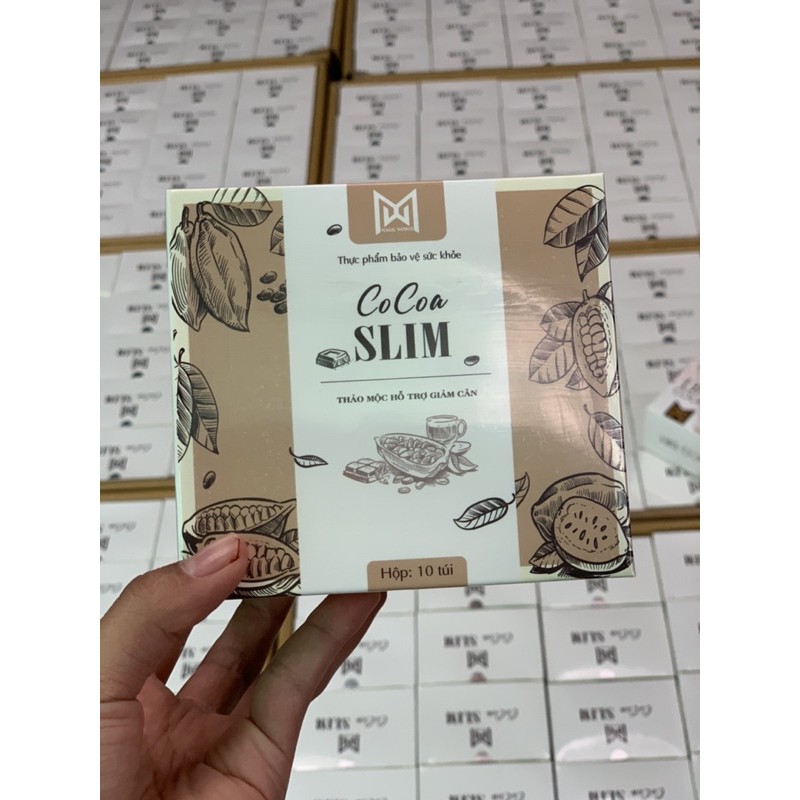 Thực phẩm bảo vệ sức khỏe
CoCoa
SLIM
THẢO MỘC HỖ TRỢ GIẢM CÂN
Hộp: 10 túi